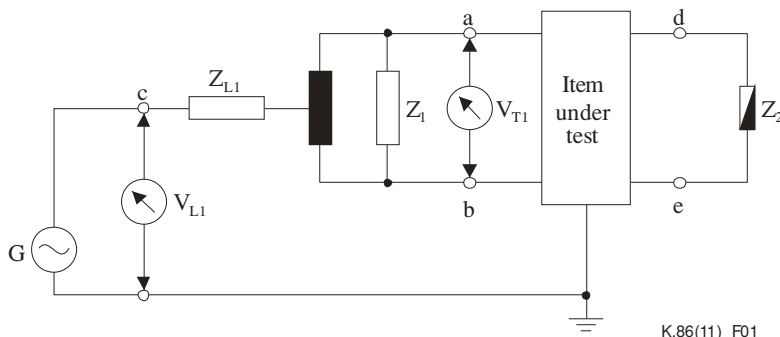 a
d
c
Z_L1
Z_1
V_T1
Item
under
test
Z_2
V_L1
b
e
G
K.86(11)_F01